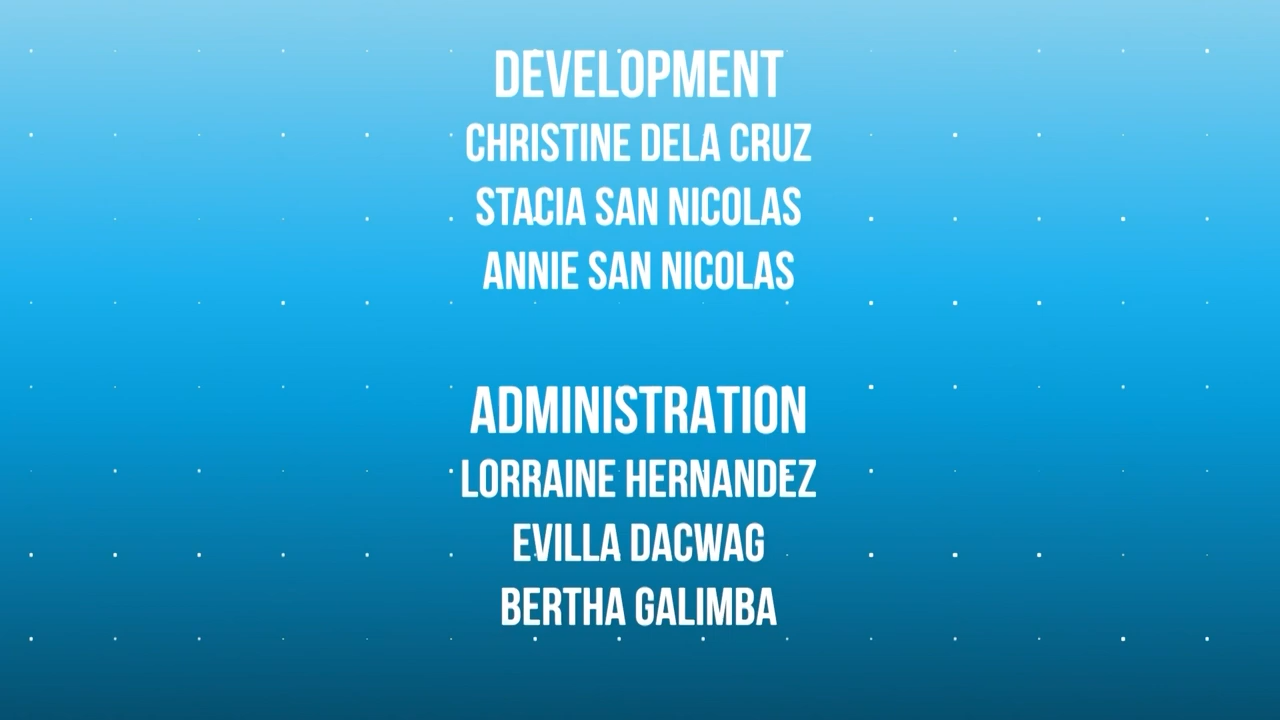 DEVELOPMENT
CHRISTINE DELA CRUZ
STACIA SAN NICOLAS
ANNIE SAN NICOLAS
ADMINISTRATION
LORRAINE HERNANDEZ
EVILLA DACWAG
BERTHA GALIMBA